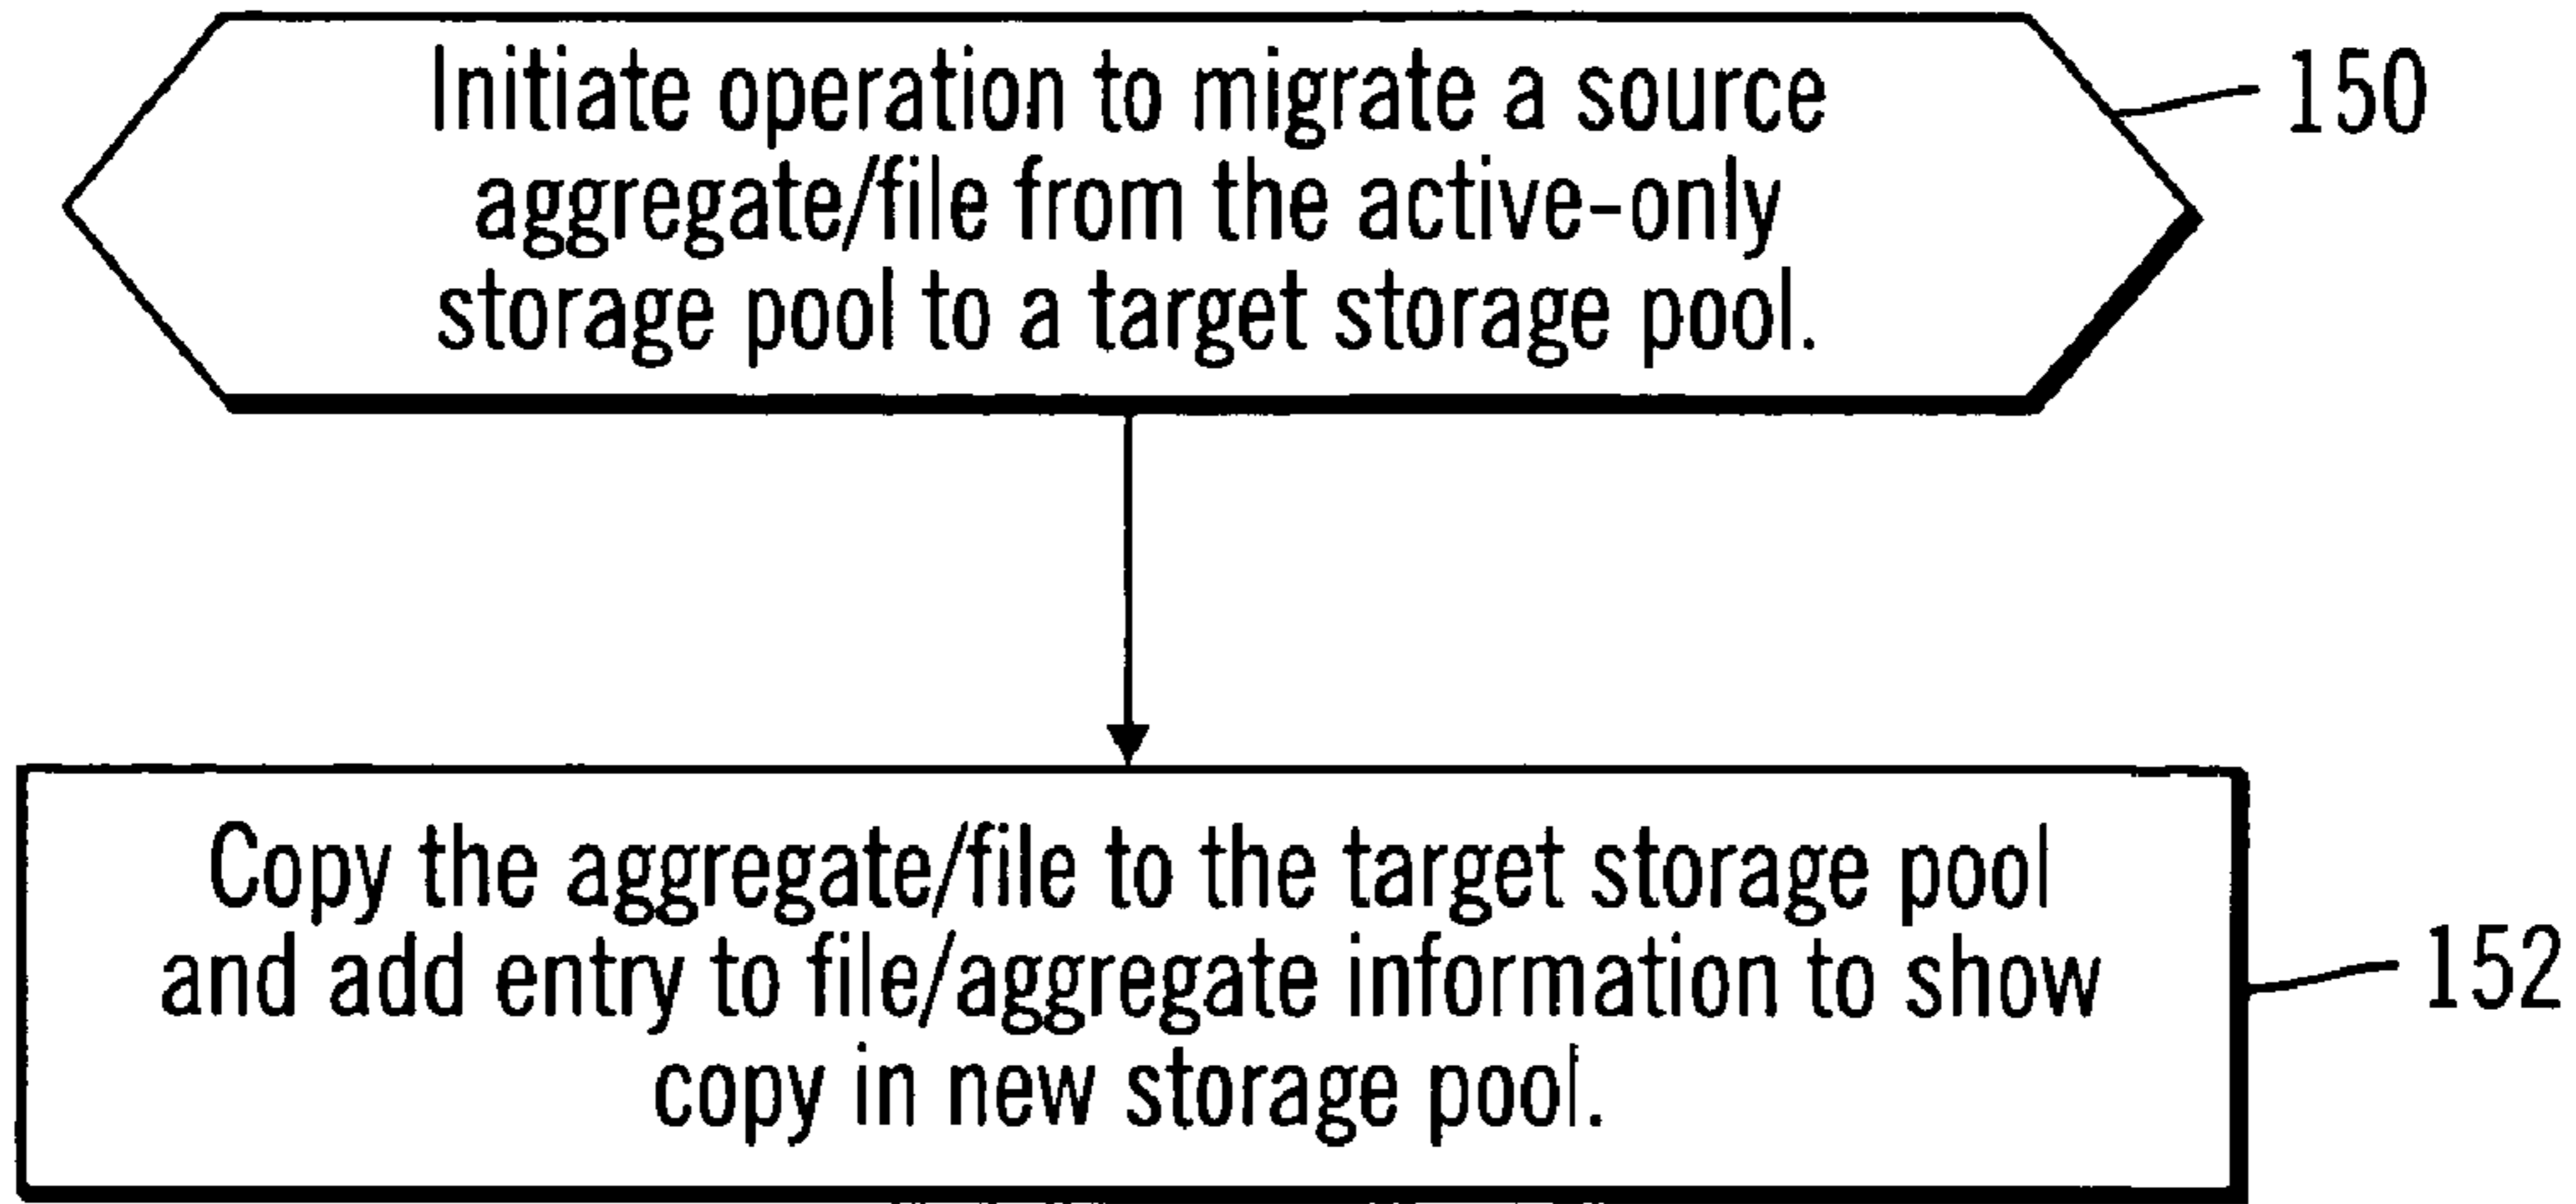 Initiate operation to migrate a source
aggregate/file from the active-only
storage pool to a target storage pool.
150
Copy the aggregate/file to the target storage pool
and add entry to file/aggregate information to show
copy in new storage pool.
152